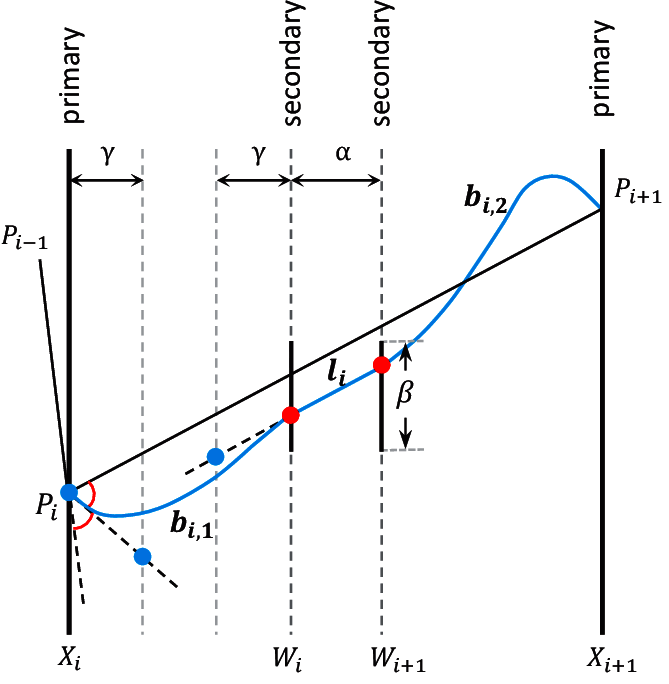 primary
secondary
secondary
primary
γ
γ
α
b_{i,2}
P_{i+1}
P_{i−1}
l_i
β
P_i
b_{i,1}
X_i
W_i
W_{i+1}
X_{i+1}